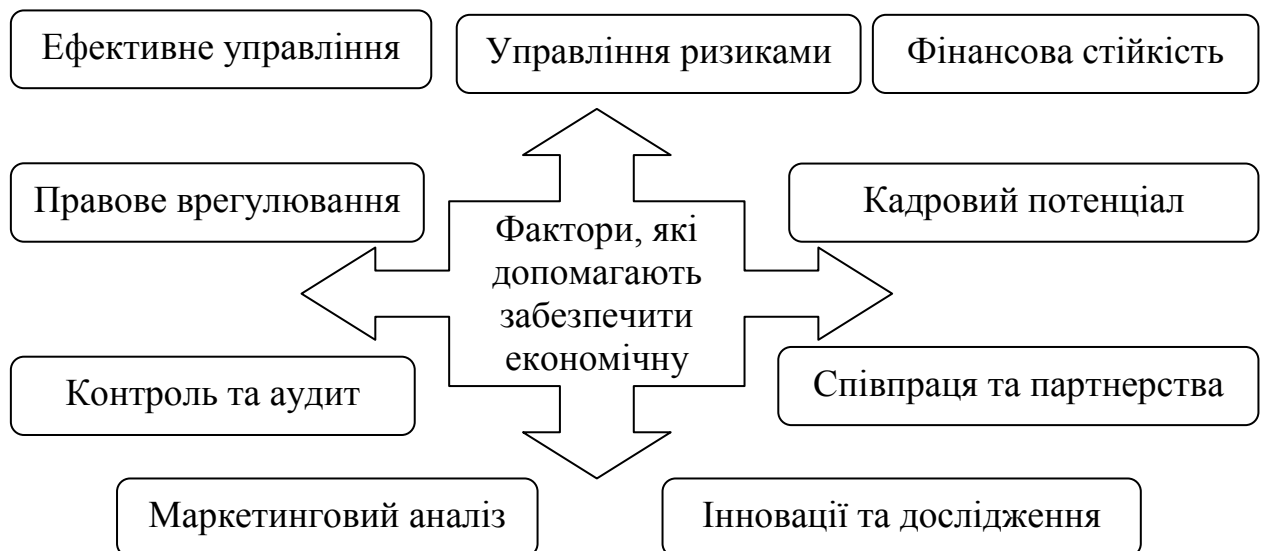 Ефективне управління
Управління ризиками
Фінансова стійкість
Правове врегулювання
Кадровий потенціал
Фактори, які
допомагають
забезпечити
економічну
Контроль та аудит
Співпраця та партнерства
Маркетинговий аналіз
Інновації та дослідження